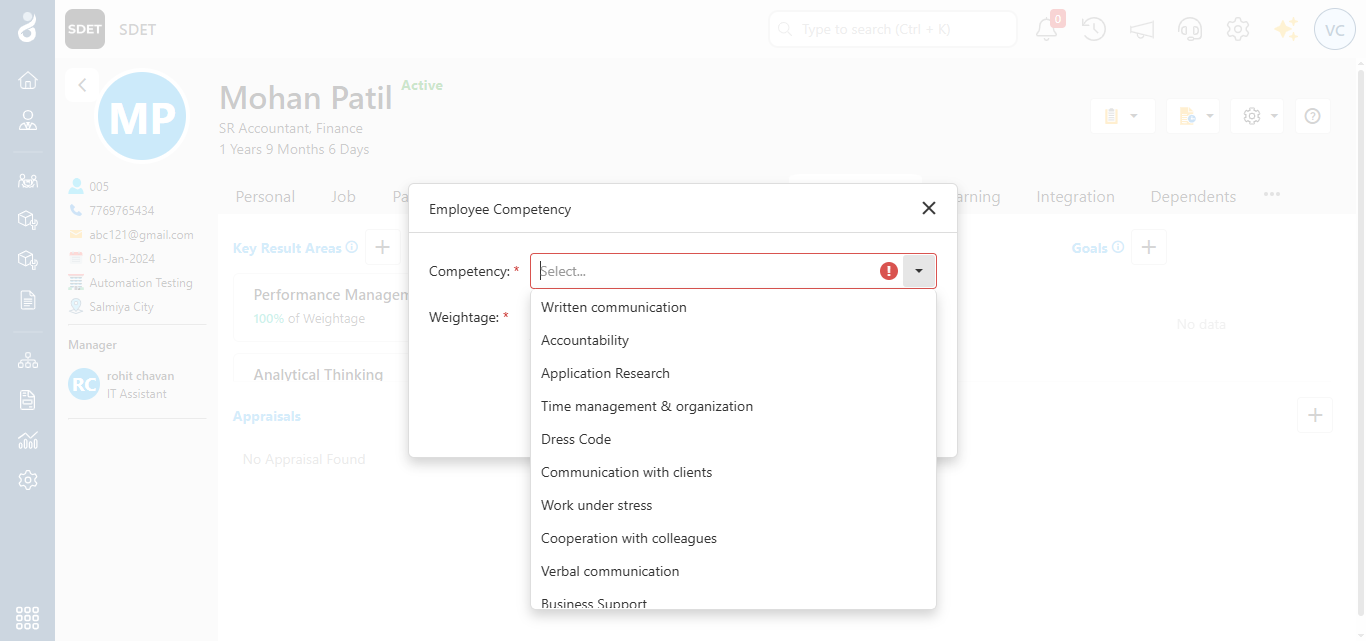 SDET SDET Type to search (Ctrl + K) 0 VC
MP Mohan Patil Active
SR Accountant, Finance
1 Years 9 Months 6 Days
005
7769765434
abc121@gmail.com
01-Jan-2024
Automation Testing
Salmiya City
Manager
RC rohit chavan
IT Assistant
Personal Job Pa arning Integration Dependents ...
Key Result Areas
Performance Managem
100% of Weightage
Analytical Thinking
Appraisals
No Appraisal Found
Goals
No data
Employee Competency
Competency: * Select...
Weightage: *
Written communication
Accountability
Application Research
Time management & organization
Dress Code
Communication with clients
Work under stress
Cooperation with colleagues
Verbal communication
Business Support